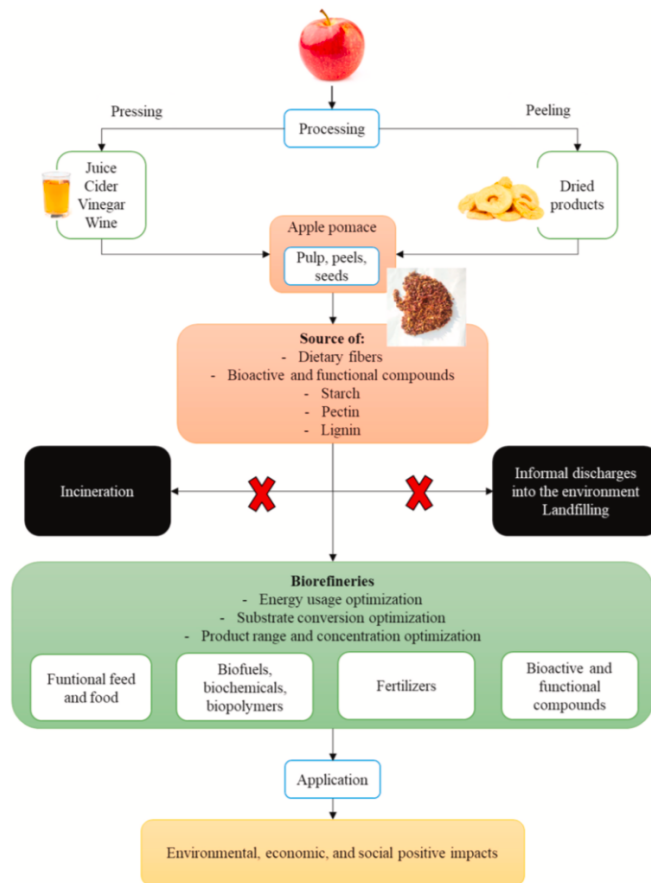 Pressing
Peeling
Processing
Juice
Cider
Vinegar
Wine
Dried
products
Apple pomace
Pulp, peels,
seeds
Source of:
- Dietary fibers
- Bioactive and functional compounds
- Starch
- Pectin
- Lignin
Incineration
Informal discharges
into the environment
Landfilling
Biorefineries
- Energy usage optimization
- Substrate conversion optimization
- Product range and concentration optimization
Funtional feed
and food
Biofuels,
biochemicals,
biopolymers
Fertilizers
Bioactive and
functional
compounds
Application
Environmental, economic, and social positive impacts